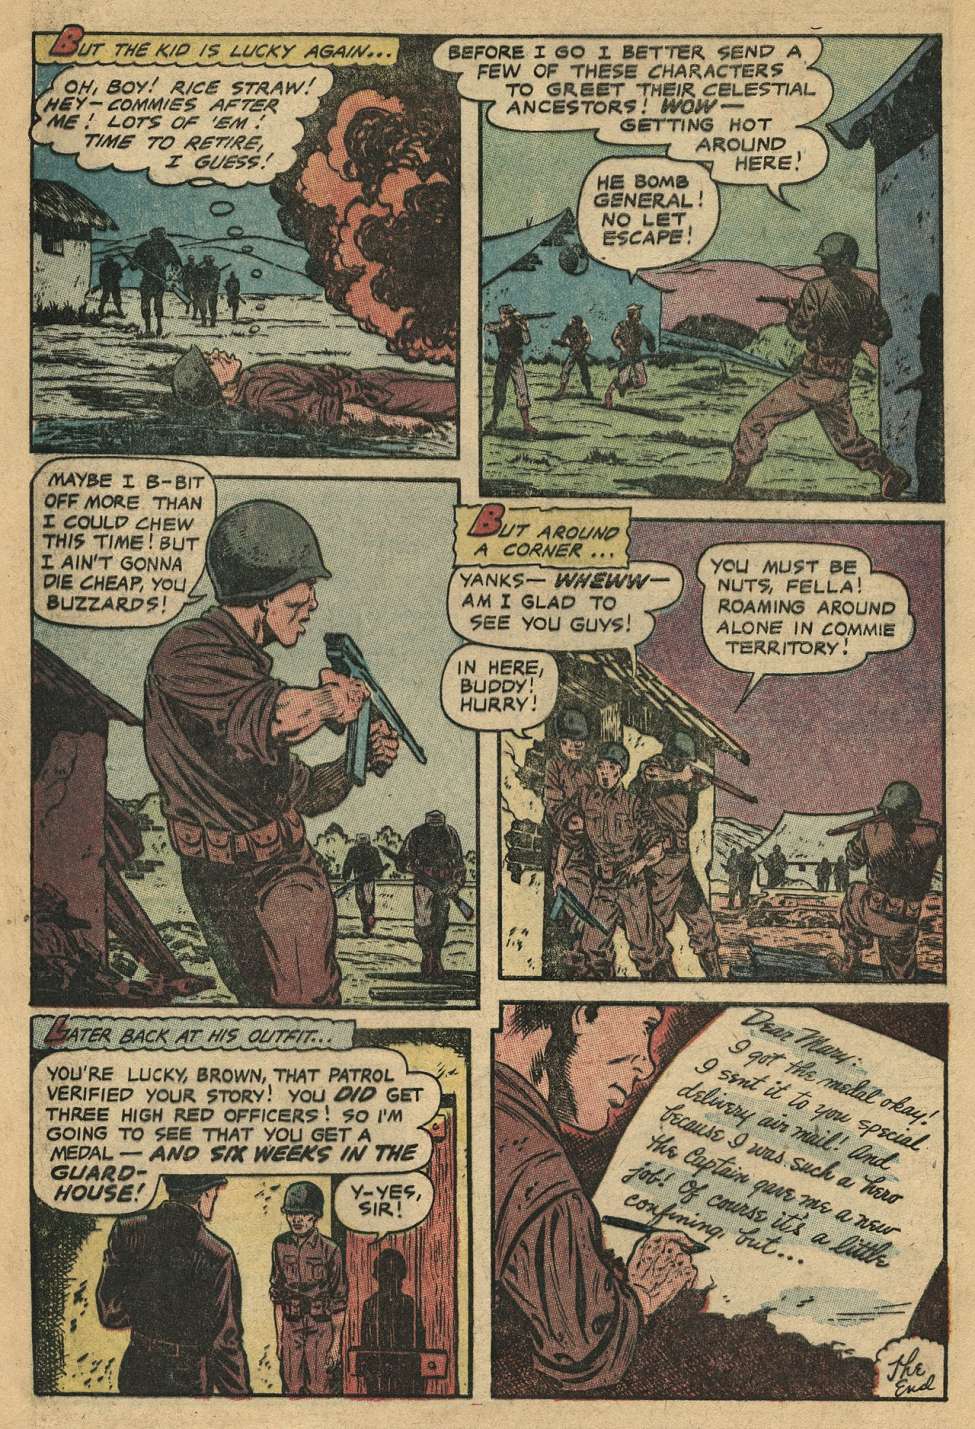 BUT THE KID IS LUCKY AGAIN...
OH, BOY! RICE STRAW!
HEY-COMMIES AFTER
ME! LOTS OF 'EM!
TIME TO RETIRE,
I GUESS!
BEFORE I GO I BETTER SEND A
FEW OF THESE CHARACTERS
TO GREET THEIR CELESTIAL
ANCESTORS! WOW—
GETTING HOT
AROUND
HERE!
HE BOMB
GENERAL!
NO LET
ESCAPE!
MAYBE I B-BIT
OFF MORE THAN
I COULD CHEW
THIS TIME! BUT
I AIN'T GONNA
DIE CHEAP, YOU
BUZZARDS!
BUT AROUND
A CORNER...
YANKS— WHEWW—
AM I GLAD TO
SEE YOU GUYS!
IN HERE,
BUDDY!
HURRY!
YOU MUST BE
NUTS, FELLA!
ROAMING AROUND
ALONE IN COMMIE
TERRITORY!
LATER BACK AT HIS OUTFIT...
YOU'RE LUCKY, BROWN, THAT PATROL
VERIFIED YOUR STORY! YOU DID GET
THREE HIGH RED OFFICERS! SO I'M
GOING TO SEE THAT YOU GET A
MEDAL — AND SIX WEEKS IN THE
GUARD-
HOUSE!
Y-YES,
SIR!
Dear Mary:
I got the medal okay!
I sent it to you special
delivery air mail! And
because I was such a hero
the Captain gave me a new
job! Of course it's a little
confining, but...
The
End